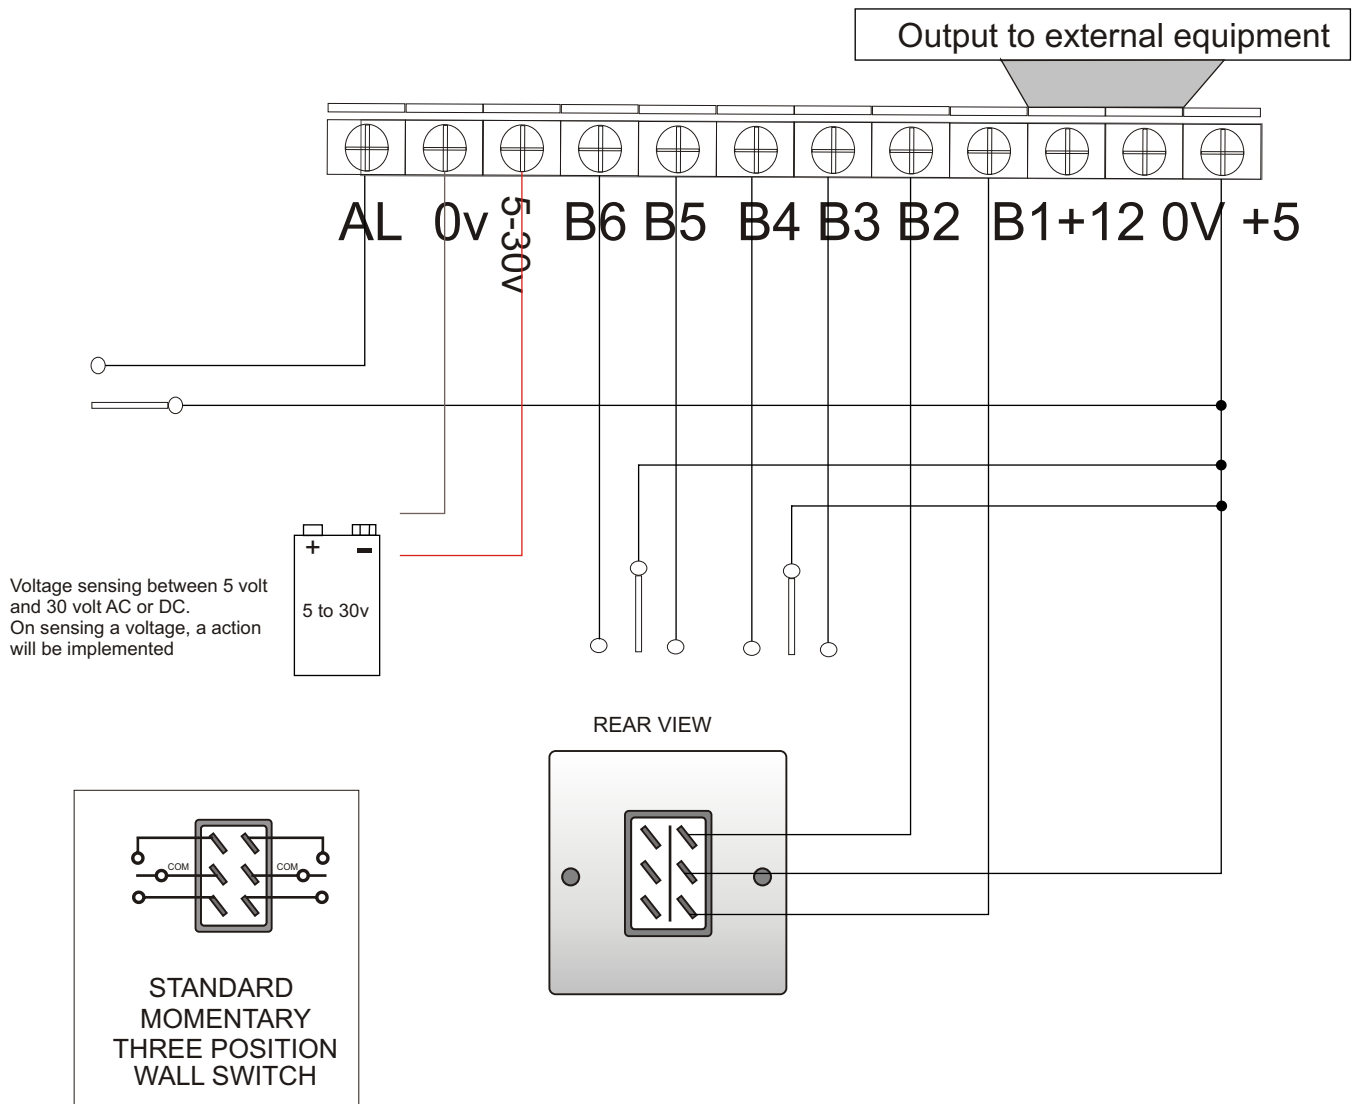 Output to external equipment
AL 0v 5-30v B6 B5 B4 B3 B2 B1 +12 0V +5
+ -
5 to 30v
Voltage sensing between 5 volt
and 30 volt AC or DC.
On sensing a voltage, a action
will be implemented
REAR VIEW
COM COM
STANDARD
MOMENTARY
THREE POSITION
WALL SWITCH